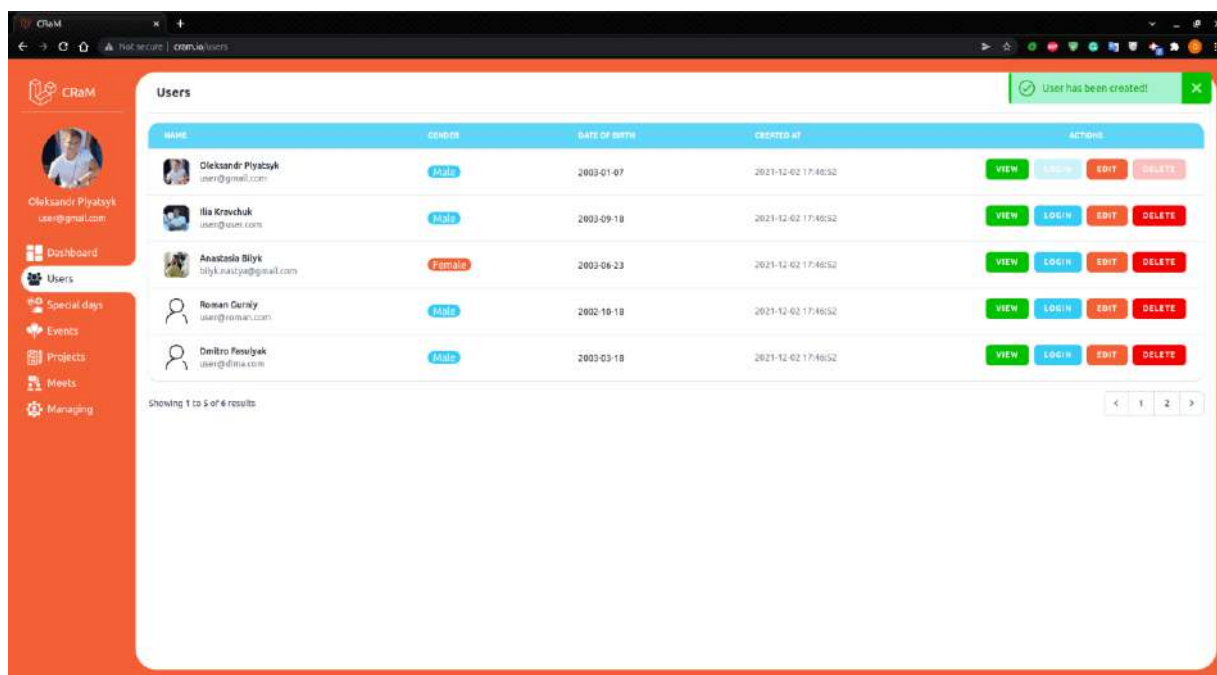 CRaM
Not secure | cram.io/users
CRaM
Users
User has been created!
Oleksandr Plyatsyk
user@gmail.com
Dashboard
Users
Special days
Events
Projects
Meets
Managing
NAME GENDER DATE OF BIRTH CREATED AT ACTIONS
Oleksandr Plyatsyk
user@gmail.com
Male 2003-01-07 2021-12-02 17:46:52 VIEW LOGIN EDIT DELETE
Ilia Kravchuk
user@user.com
Male 2003-09-18 2021-12-02 17:46:52 VIEW LOGIN EDIT DELETE
Anastasia Bilyk
bilyk.nastya@gmail.com
Female 2003-06-23 2021-12-02 17:46:52 VIEW LOGIN EDIT DELETE
Roman Gurniy
user@roman.com
Male 2002-10-18 2021-12-02 17:46:52 VIEW LOGIN EDIT DELETE
Dmitro Fasulyak
user@dima.com
Male 2003-03-18 2021-12-02 17:46:52 VIEW LOGIN EDIT DELETE
Showing 1 to 5 of 6 results
< 1 2 >